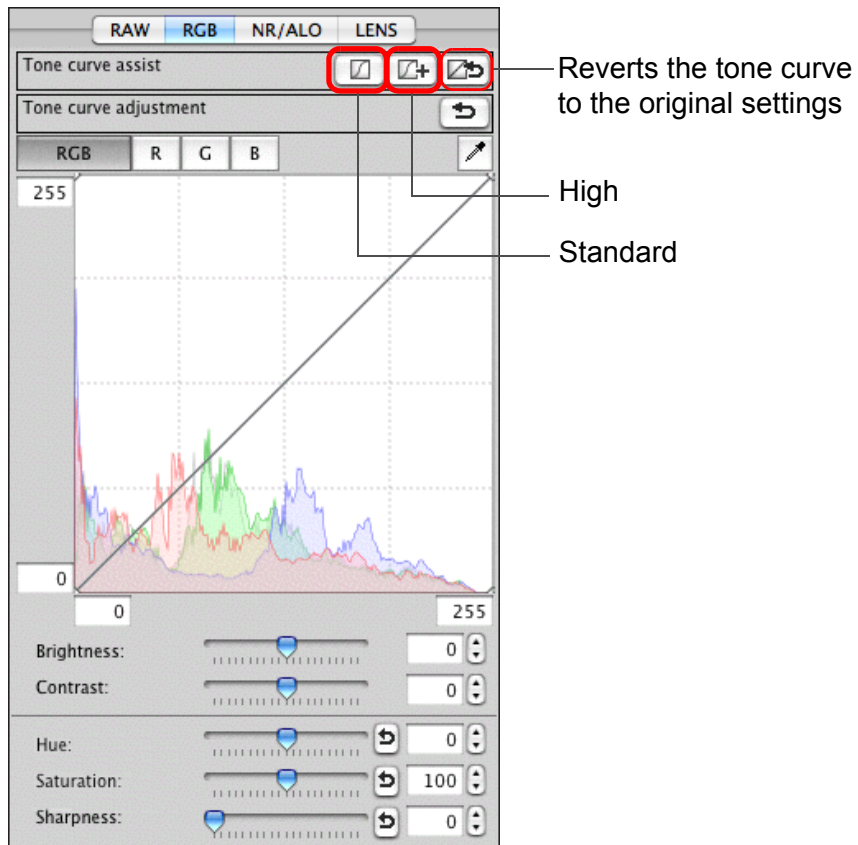 RAW RGB NR/ALO LENS
Tone curve assist
Reverts the tone curve
to the original settings
Tone curve adjustment
RGB R G B
High
Standard
255
0
0 255
Brightness: 0
Contrast: 0
Hue: 0
Saturation: 100
Sharpness: 0